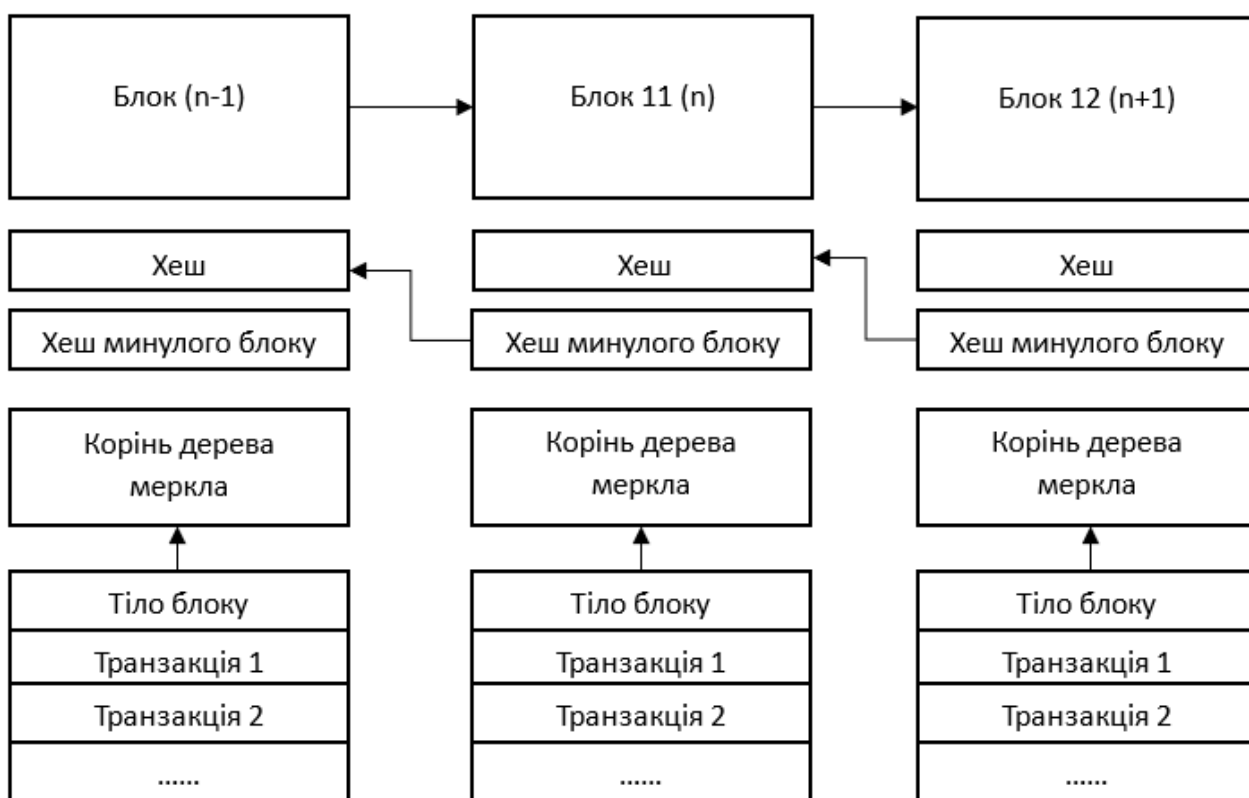 Блок (n-1)
Блок 11 (n)
Блок 12 (n+1)
Хеш
Хеш
Хеш
Хеш минулого блоку
Хеш минулого блоку
Хеш минулого блоку
Корінь дерева
меркла
Корінь дерева
меркла
Корінь дерева
меркла
Тіло блоку
Тіло блоку
Тіло блоку
Транзакція 1
Транзакція 1
Транзакція 1
Транзакція 2
Транзакція 2
Транзакція 2
......
......
......